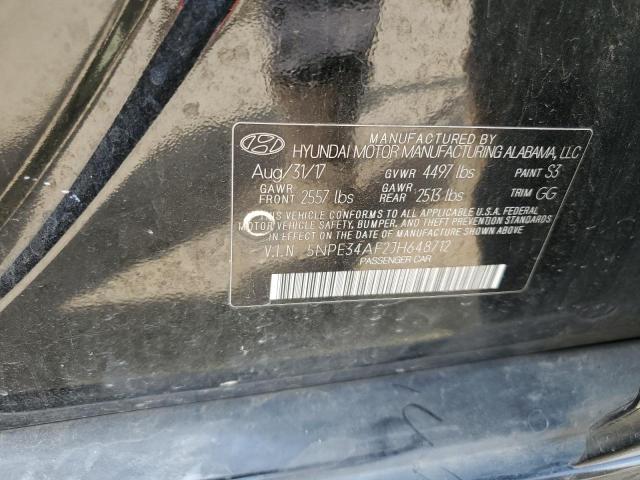 MANUFACTURED BY
HYUNDAI MOTOR MANUFACTURING ALABAMA, LLC
Aug/31/17 GVWR 4497 lbs PAINT S3
GAWR FRONT 2557 lbs GAWR REAR 2513 lbs TRIM GG
THIS VEHICLE CONFORMS TO ALL APPLICABLE U.S.A. FEDERAL
MOTOR VEHICLE SAFETY, BUMPER, AND THEFT PREVENTION STANDARDS
IN EFFECT ON THE DATE OF MANUFACTURE SHOWN ABOVE.
V.I.N 5NPE34AF2JH648712
PASSENGER CAR